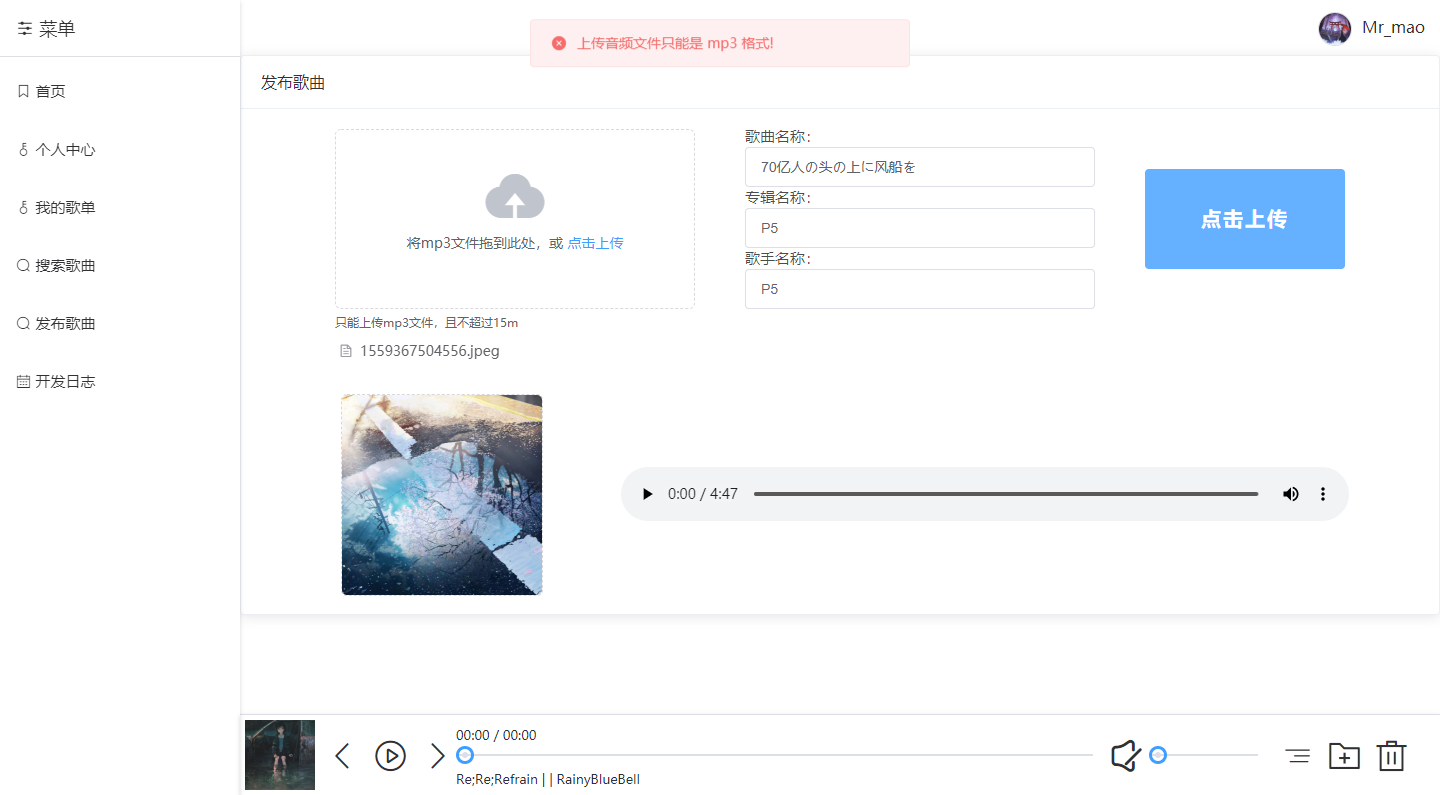 菜单
上传音频文件只能是 mp3 格式!
Mr_mao
首页
个人中心
我的歌单
搜索歌曲
发布歌曲
开发日志
发布歌曲
将mp3文件拖到此处，或 点击上传
只能上传mp3文件，且不超过15m
1559367504556.jpeg
歌曲名称：
70亿人の头の上に风船を
专辑名称：
P5
歌手名称：
P5
点击上传
0:00 / 4:47
00:00 / 00:00
Re;Re;Refrain | | RainyBlueBell